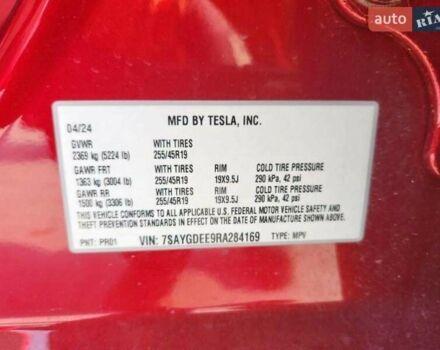 auto RIA
MFD BY TESLA, INC.
04/24
GVWR WITH TIRES
2369 kg (5224 lb) 255/45R19
GAWR FRT WITH TIRES RIM COLD TIRE PRESSURE
1363 kg (3004 lb) 255/45R19 19X9.5J 290 kPa, 42 psi
GAWR RR WITH TIRES RIM COLD TIRE PRESSURE
1500 kg (3306 lb) 255/45R19 19X9.5J 290 kPa, 42 psi
THIS VEHICLE CONFORMS TO ALL APPLICABLE U.S. FEDERAL MOTOR VEHICLE SAFETY AND
THEFT PREVENTION STANDARDS IN EFFECT ON THE DATE OF MANUFACTURE SHOWN ABOVE.
PNT: PR01 VIN: 7SAYGDEE9RA284169 TYPE: MPV